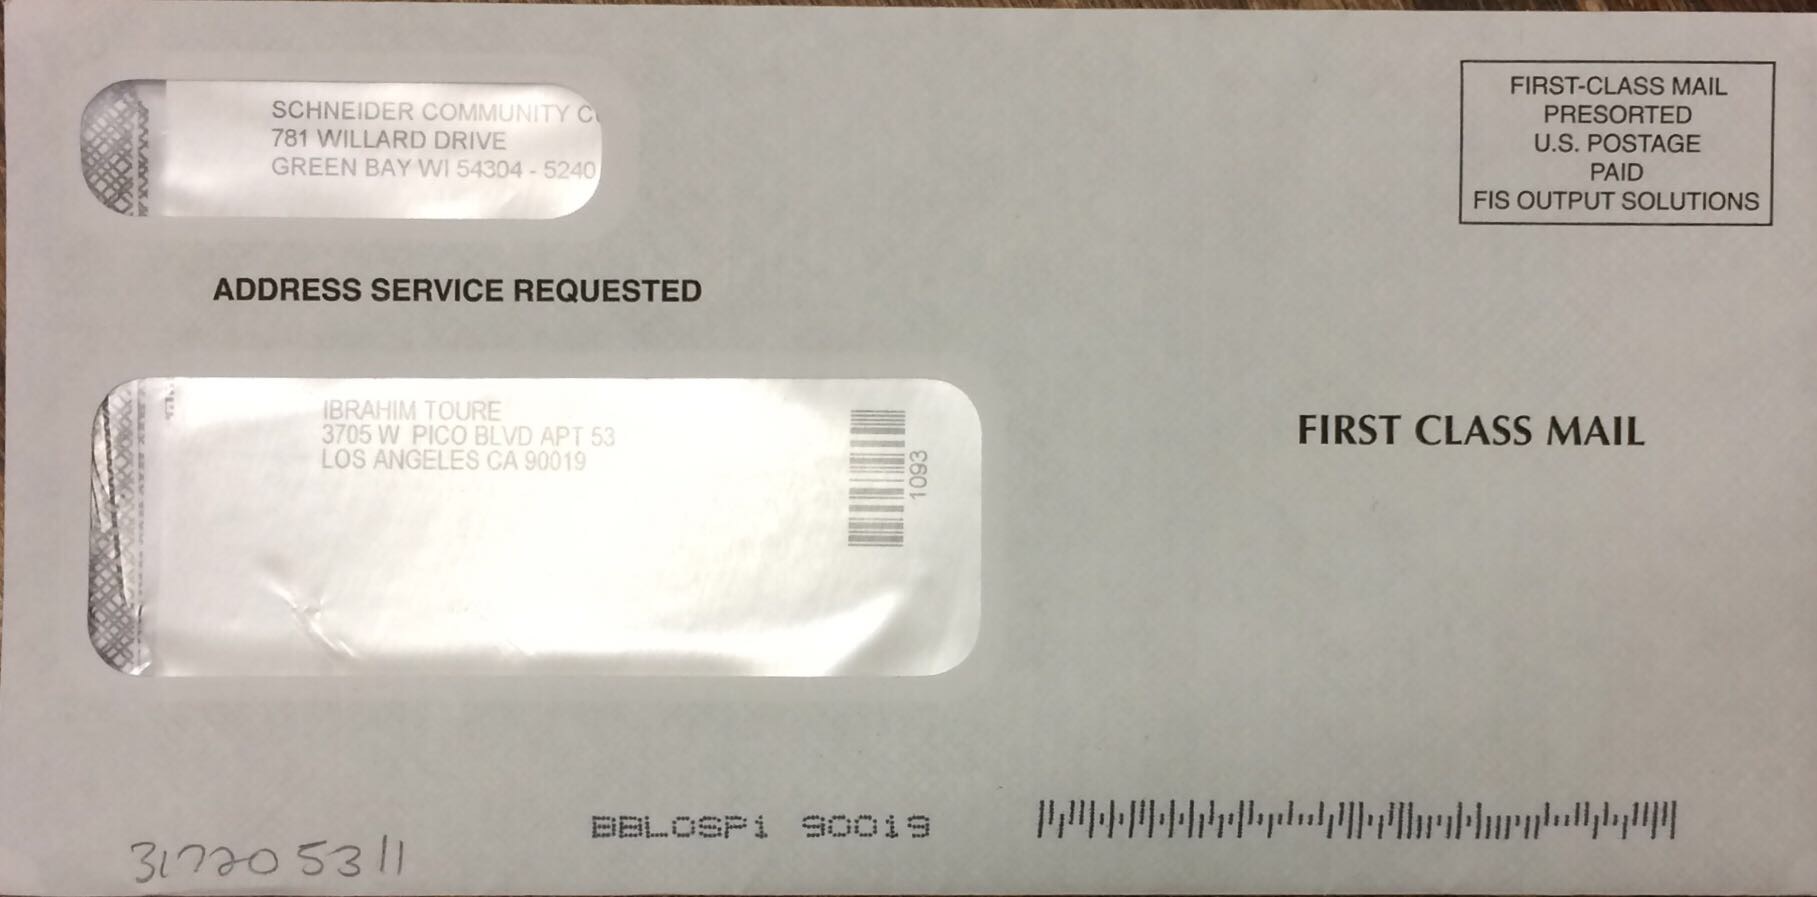 SCHNEIDER COMMUNITY
781 WILLARD DRIVE
GREEN BAY WI 54304 - 5240
FIRST-CLASS MAIL
PRESORTED
U.S. POSTAGE
PAID
FIS OUTPUT SOLUTIONS
ADDRESS SERVICE REQUESTED
IBRAHIM TOURE
3705 W PICO BLVD APT 53
LOS ANGELES CA 90019
1093
FIRST CLASS MAIL
BBLOSP1 90019